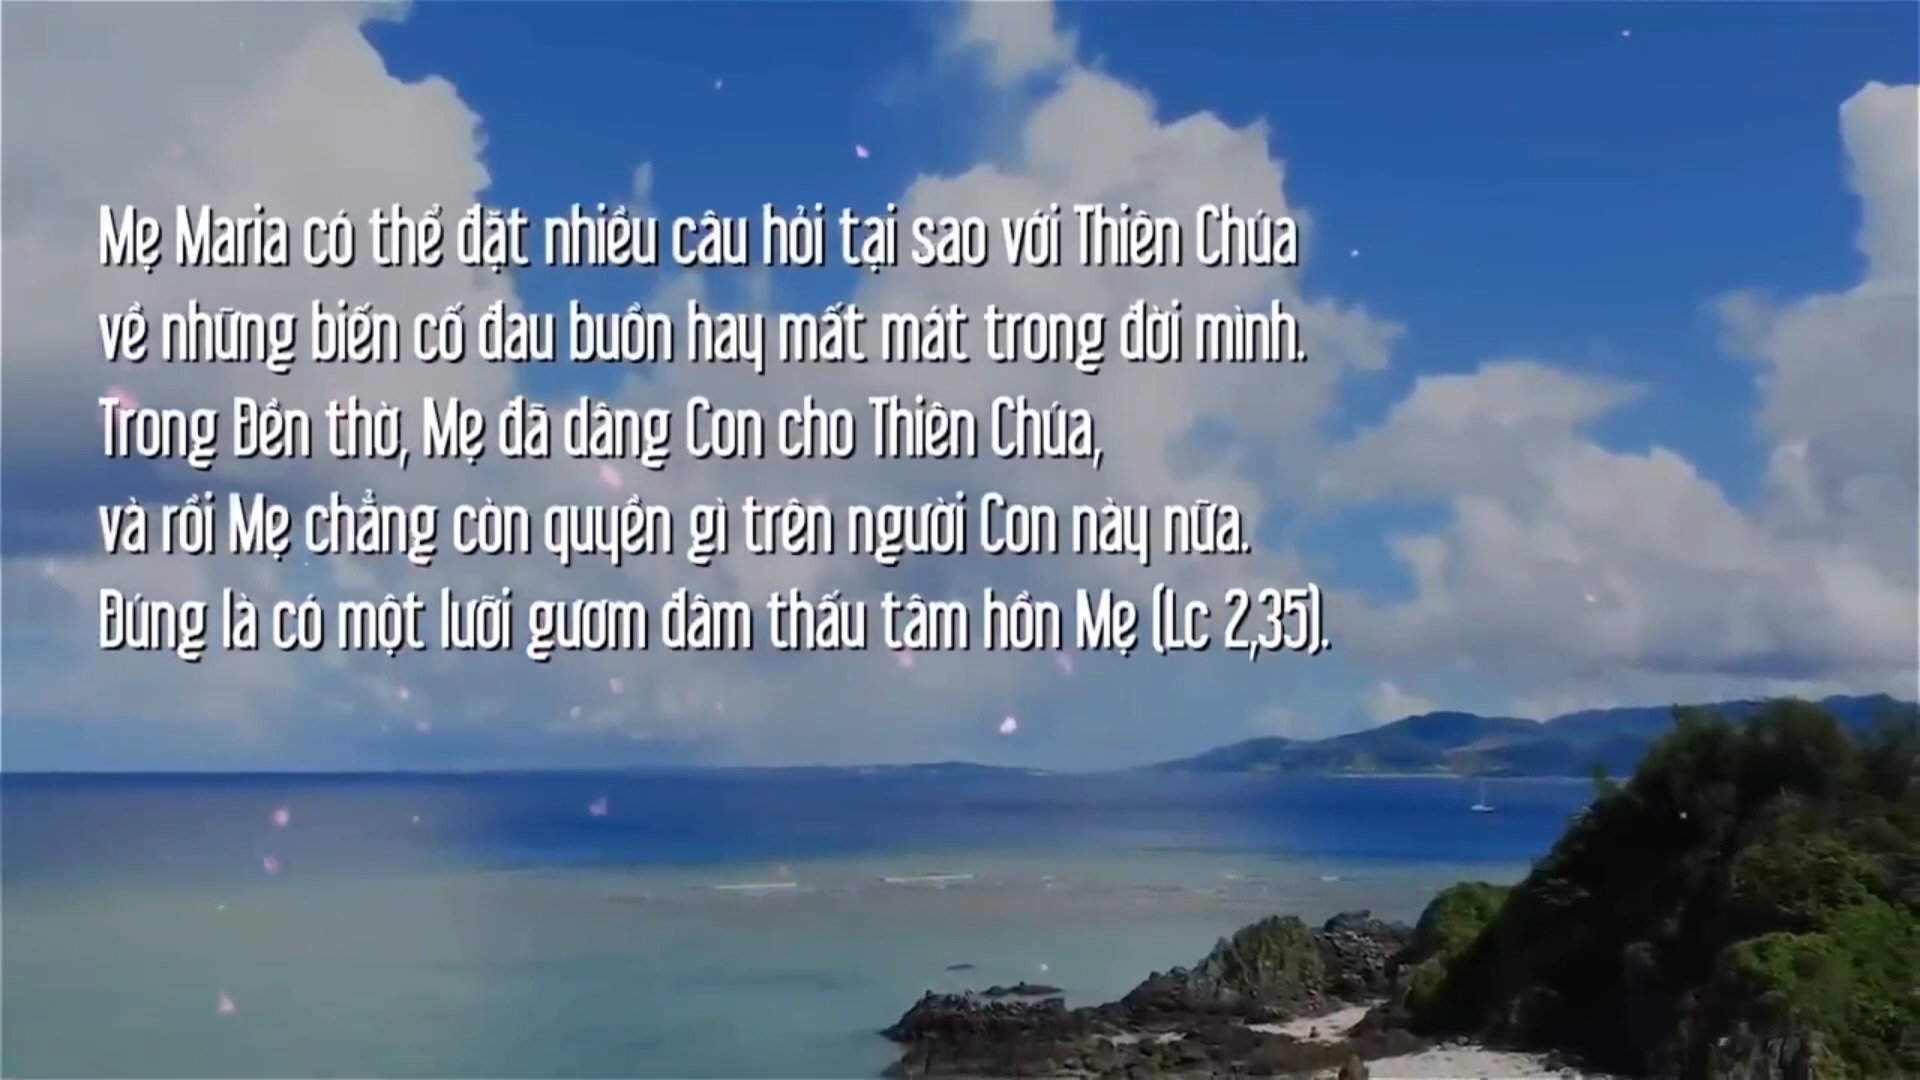 Mẹ Maria có thể đặt nhiều câu hỏi tại sao với Thiên Chúa
về những biến cố đau buồn hay mất mát trong đời mình.
Trong Đền thờ, Mẹ đã dâng Con cho Thiên Chúa,
và rồi Mẹ chẳng còn quyền gì trên người Con này nữa.
Đúng là có một lưỡi gươm đâm thấu tâm hồn Mẹ (Lc 2,35).